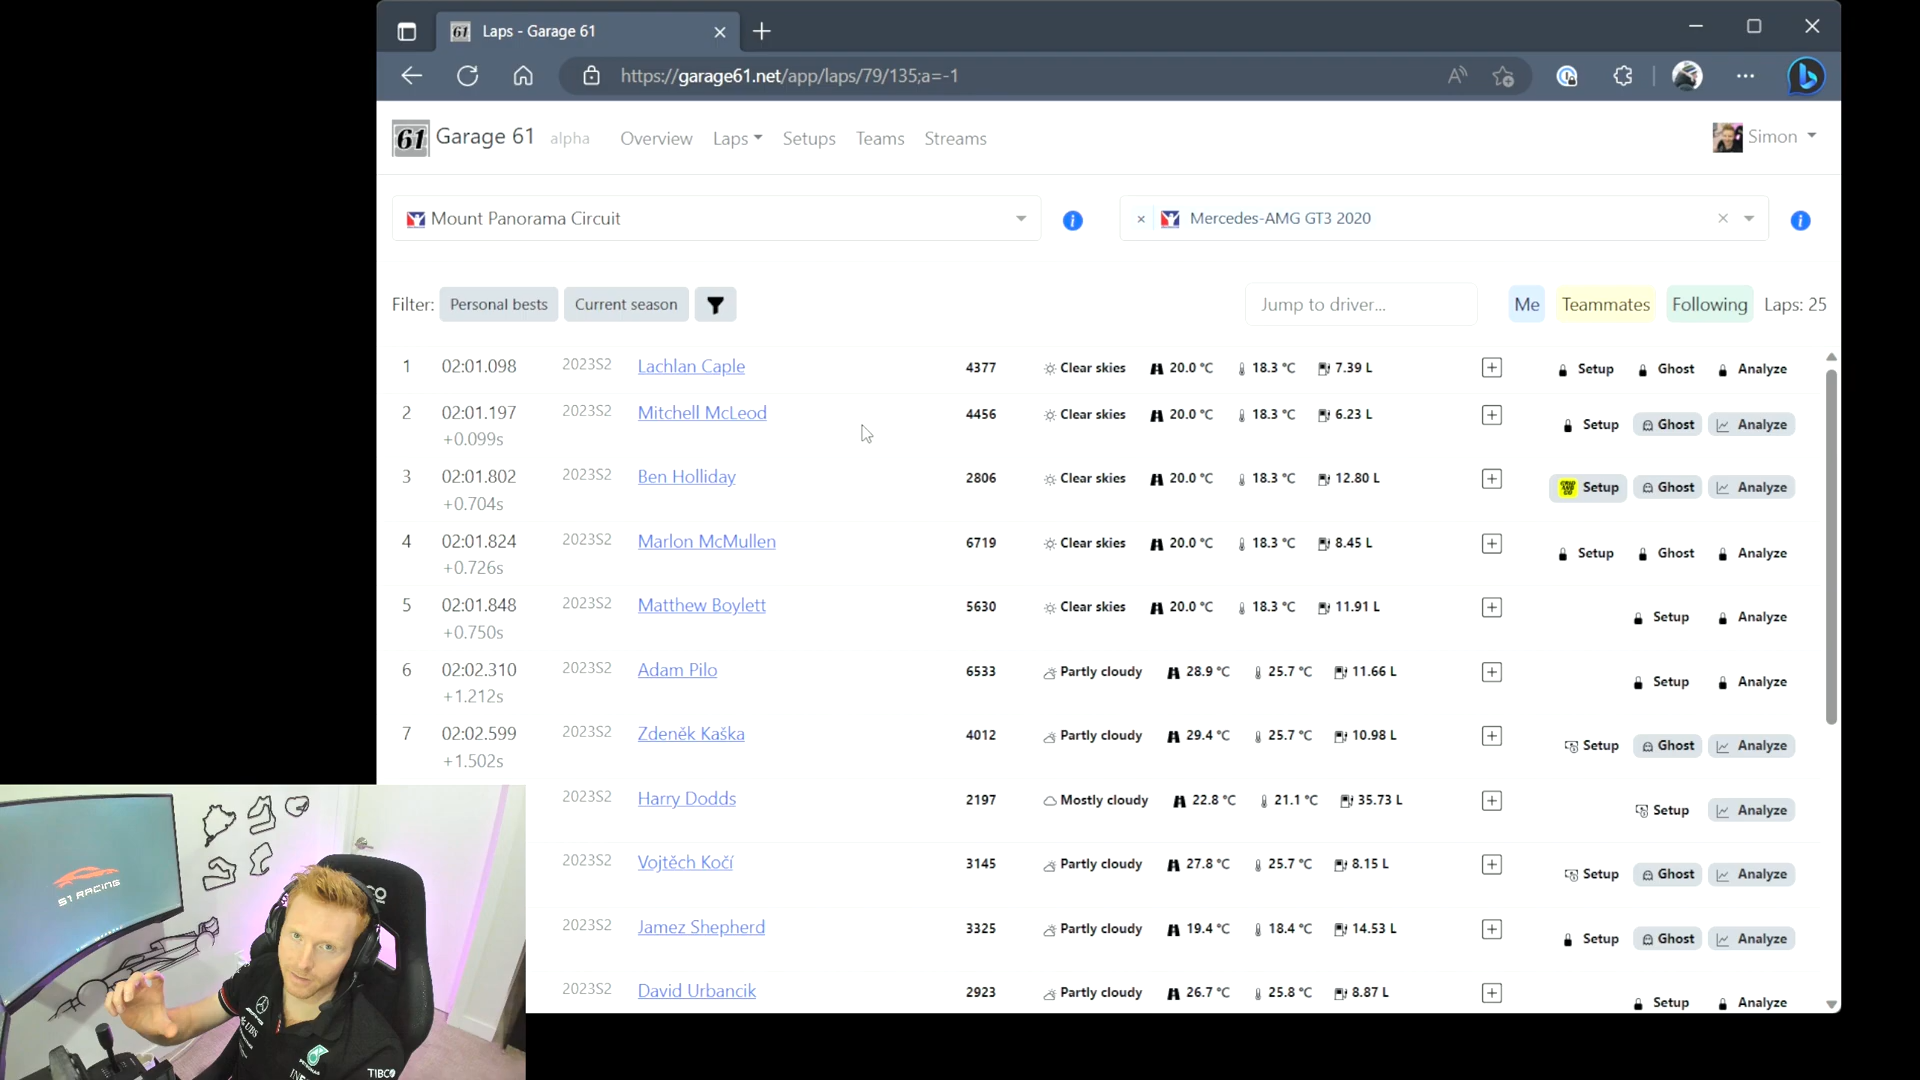 61 Laps - Garage 61
https://garage61.net/app/laps/79/135;a=-1
61 Garage 61 alpha Overview Laps Setups Teams Streams Simon
Mount Panorama Circuit Mercedes-AMG GT3 2020
Filter: Personal bests Current season Jump to driver... Me Teammates Following Laps: 25
1 02:01.098 2023S2 Lachlan Caple 4377 Clear skies 20.0 °C 18.3 °C 7.39 L Setup Ghost Analyze
2 02:01.197 2023S2 Mitchell McLeod 4456 Clear skies 20.0 °C 18.3 °C 6.23 L Setup Ghost Analyze
+0.099s
3 02:01.802 2023S2 Ben Holliday 2806 Clear skies 20.0 °C 18.3 °C 12.80 L Setup Ghost Analyze
+0.704s
4 02:01.824 2023S2 Marlon McMullen 6719 Clear skies 20.0 °C 18.3 °C 8.45 L Setup Ghost Analyze
+0.726s
5 02:01.848 2023S2 Matthew Boylett 5630 Clear skies 20.0 °C 18.3 °C 11.91 L Setup Analyze
+0.750s
6 02:02.310 2023S2 Adam Pilo 6533 Partly cloudy 28.9 °C 25.7 °C 11.66 L Setup Analyze
+1.212s
7 02:02.599 2023S2 Zdeněk Kaška 4012 Partly cloudy 29.4 °C 25.7 °C 10.98 L Setup Ghost Analyze
+1.502s
2023S2 Harry Dodds 2197 Mostly cloudy 22.8 °C 21.1 °C 35.73 L Setup Analyze
2023S2 Vojtěch Kočí 3145 Partly cloudy 27.8 °C 25.7 °C 8.15 L Setup Ghost Analyze
2023S2 Jamez Shepherd 3325 Partly cloudy 19.4 °C 18.4 °C 14.53 L Setup Ghost Analyze
2023S2 David Urbancik 2923 Partly cloudy 26.7 °C 25.8 °C 8.87 L Setup Analyze
S1 RACING
UBS
PETRONAS
TIBCO